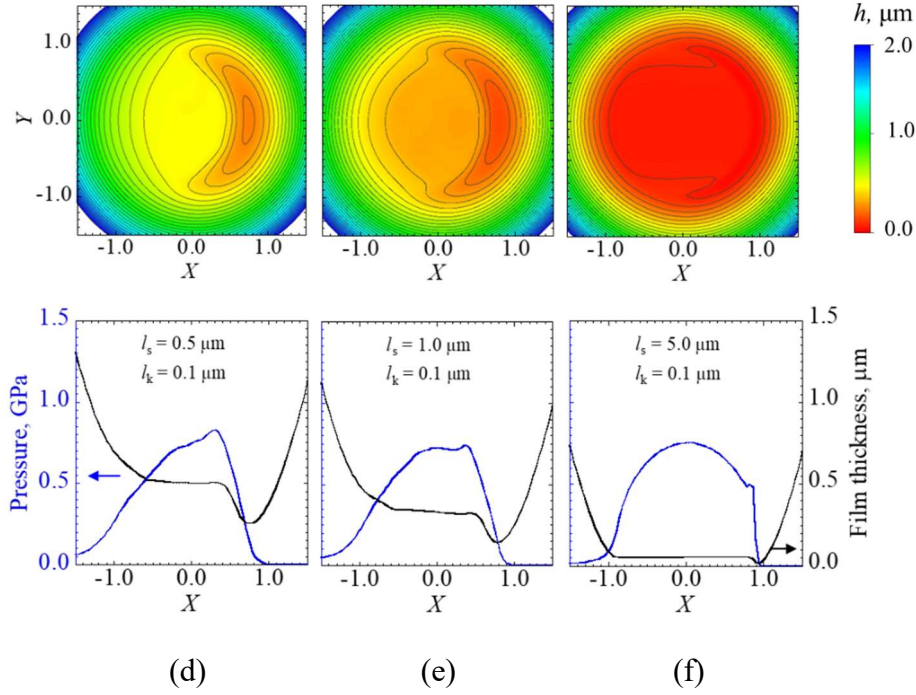 h, μm
1.0
0.0
-1.0
Y
-1.0 0.0 1.0
X
-1.0 0.0 1.0
X
-1.0 0.0 1.0
X
2.0
1.0
0.0
1.5
1.0
0.5
0.0
Pressure, GPa
ls = 0.5 μm
lk = 0.1 μm
ls = 1.0 μm
lk = 0.1 μm
ls = 5.0 μm
lk = 0.1 μm
1.5
1.0
0.5
0.0
Film thickness, μm
-1.0 0.0 1.0
X
-1.0 0.0 1.0
X
-1.0 0.0 1.0
X
(d) (e) (f)